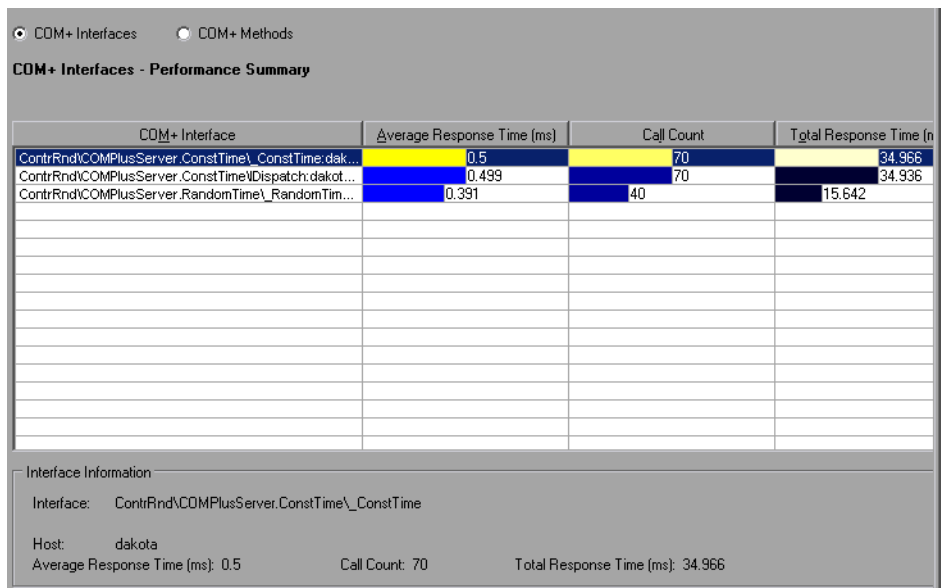 COM+ Interfaces COM+ Methods
COM+ Interfaces - Performance Summary
COM+ Interface Average Response Time (ms) Call Count Total Response Time (m
ContrRnd\COMPlusServer.ConstTime\_ConstTime:dak... 0.5 70 34.966
ContrRnd\COMPlusServer.ConstTime\IDispatch:dakot... 0.499 70 34.936
ContrRnd\COMPlusServer.RandomTime\_RandomTim... 0.391 40 15.642
Interface Information
Interface: ContrRnd\COMPlusServer.ConstTime\_ConstTime
Host: dakota
Average Response Time (ms): 0.5 Call Count: 70 Total Response Time (ms): 34.966